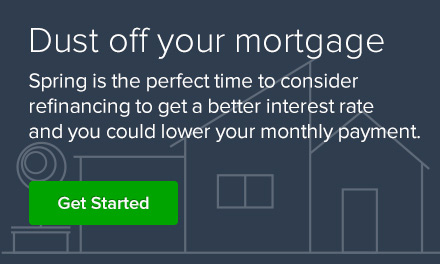 Dust off your mortgage
Spring is the perfect time to consider
refinancing to get a better interest rate
and you could lower your monthly payment.
Get Started